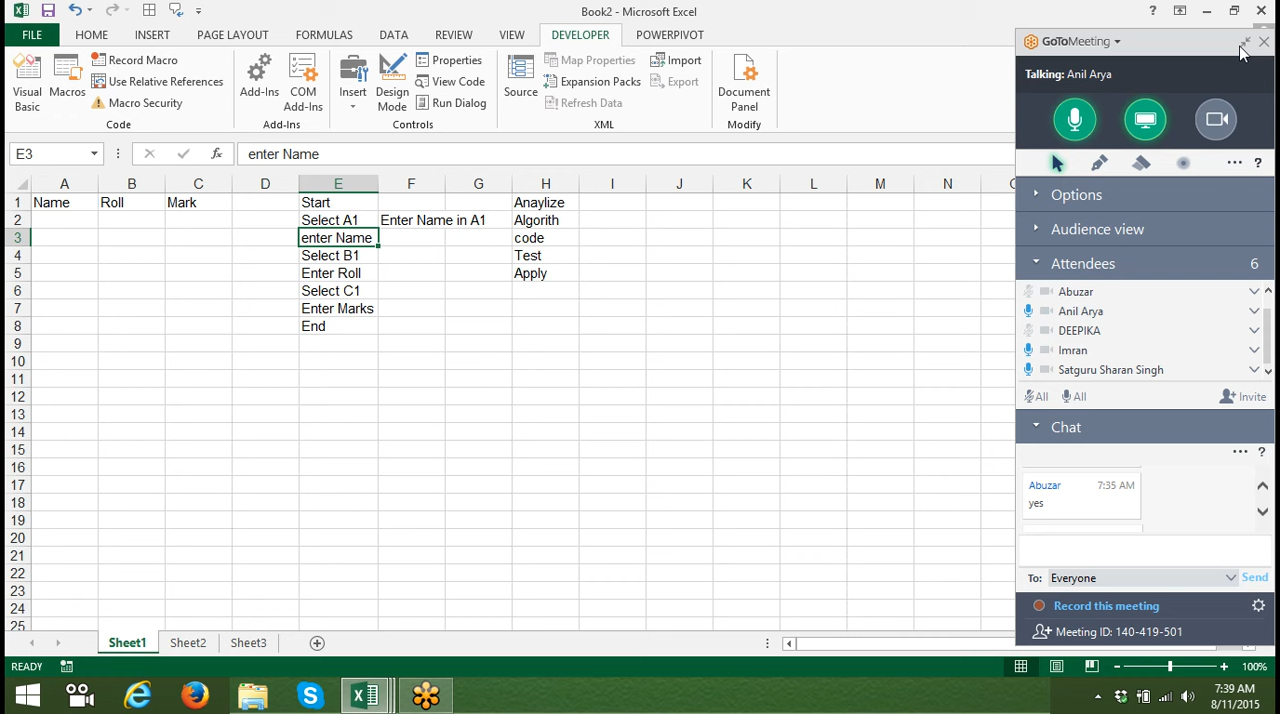 Book2 - Microsoft Excel
FILE HOME INSERT PAGE LAYOUT FORMULAS DATA REVIEW VIEW DEVELOPER POWERPIVOT
Visual Basic
Macros
Record Macro
Use Relative References
Macro Security
Code
Add-Ins
COM Add-Ins
Add-Ins
Insert
Design Mode
Properties
View Code
Run Dialog
Controls
Source
Map Properties
Expansion Packs
Refresh Data
Import
Export
XML
Document Panel
Modify
E3 fx enter Name
A B C D E F G H I J K L M N
1 Name Roll Mark Start Anaylize
2 Select A1 Enter Name in A1 Algorith
3 enter Name code
4 Select B1 Test
5 Enter Roll Apply
6 Select C1
7 Enter Marks
8 End
9
10
11
12
13
14
15
16
17
18
19
20
21
22
23
24
25
Sheet1 Sheet2 Sheet3
READY
100%
GoToMeeting
Talking: Anil Arya
Options
Audience view
Attendees 6
Abuzar
Anil Arya
DEEPIKA
Imran
Satguru Sharan Singh
All All Invite
Chat
Abuzar 7:35 AM
yes
To: Everyone Send
Record this meeting
Meeting ID: 140-419-501
7:39 AM
8/11/2015